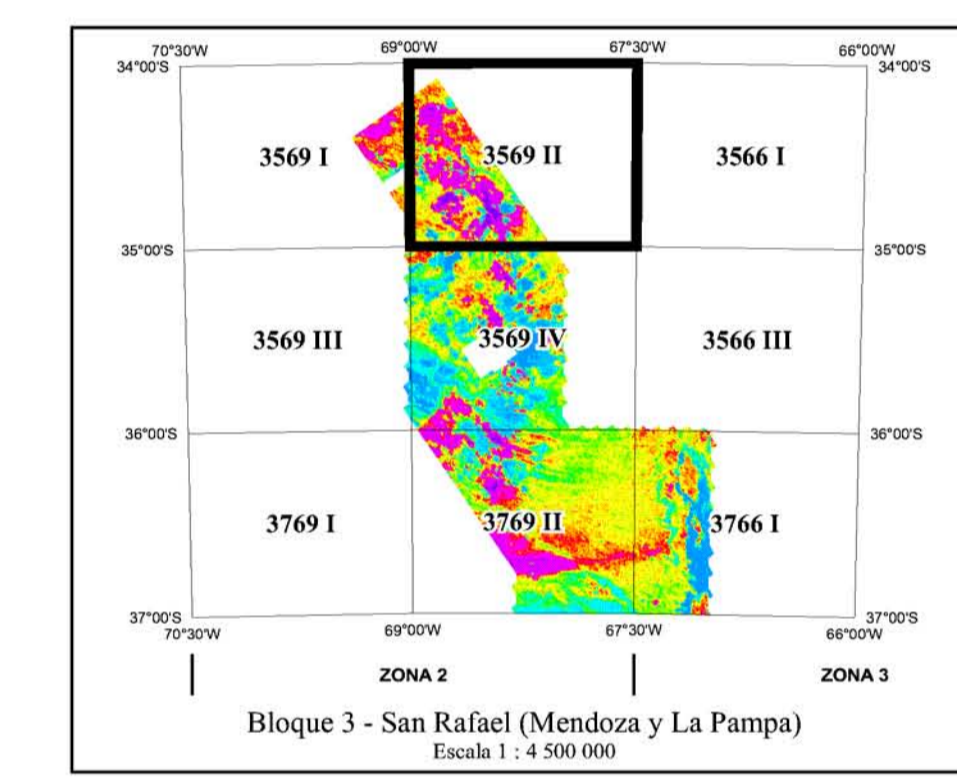 70°30'W 69°00'W 67°30'W 66°00'W
34°00'S 34°00'S
3569 I 3569 II 3566 I
35°00'S 35°00'S
3569 III 3569 IV 3566 III
36°00'S 36°00'S
3769 I 3769 II 3766 I
37°00'S 37°00'S
70°30'W 69°00'W 67°30'W 66°00'W
ZONA 2 ZONA 3
Bloque 3 - San Rafael (Mendoza y La Pampa)
Escala 1 : 4 500 000